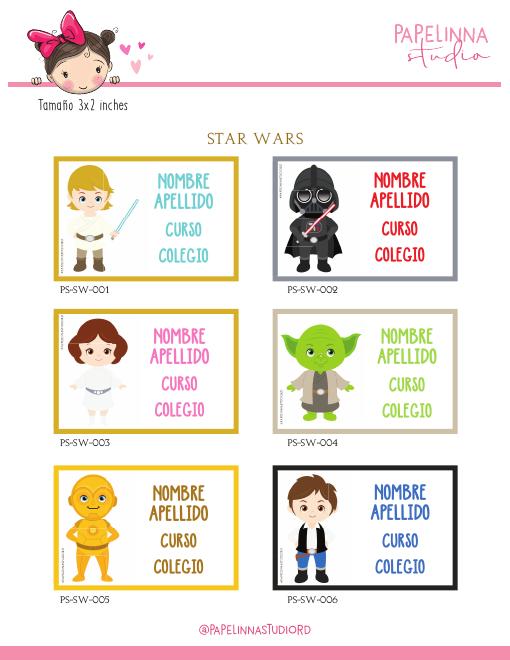 PAPELINNA
studio
Tamaño 3x2 inches
STAR WARS
NOMBRE
APELLIDO
CURSO
COLEGIO
PS-SW-001
NOMBRE
APELLIDO
CURSO
COLEGIO
PS-SW-002
NOMBRE
APELLIDO
CURSO
COLEGIO
PS-SW-003
NOMBRE
APELLIDO
CURSO
COLEGIO
PS-SW-004
NOMBRE
APELLIDO
CURSO
COLEGIO
PS-SW-005
NOMBRE
APELLIDO
CURSO
COLEGIO
PS-SW-006
@PAPELINNASTUDIORD